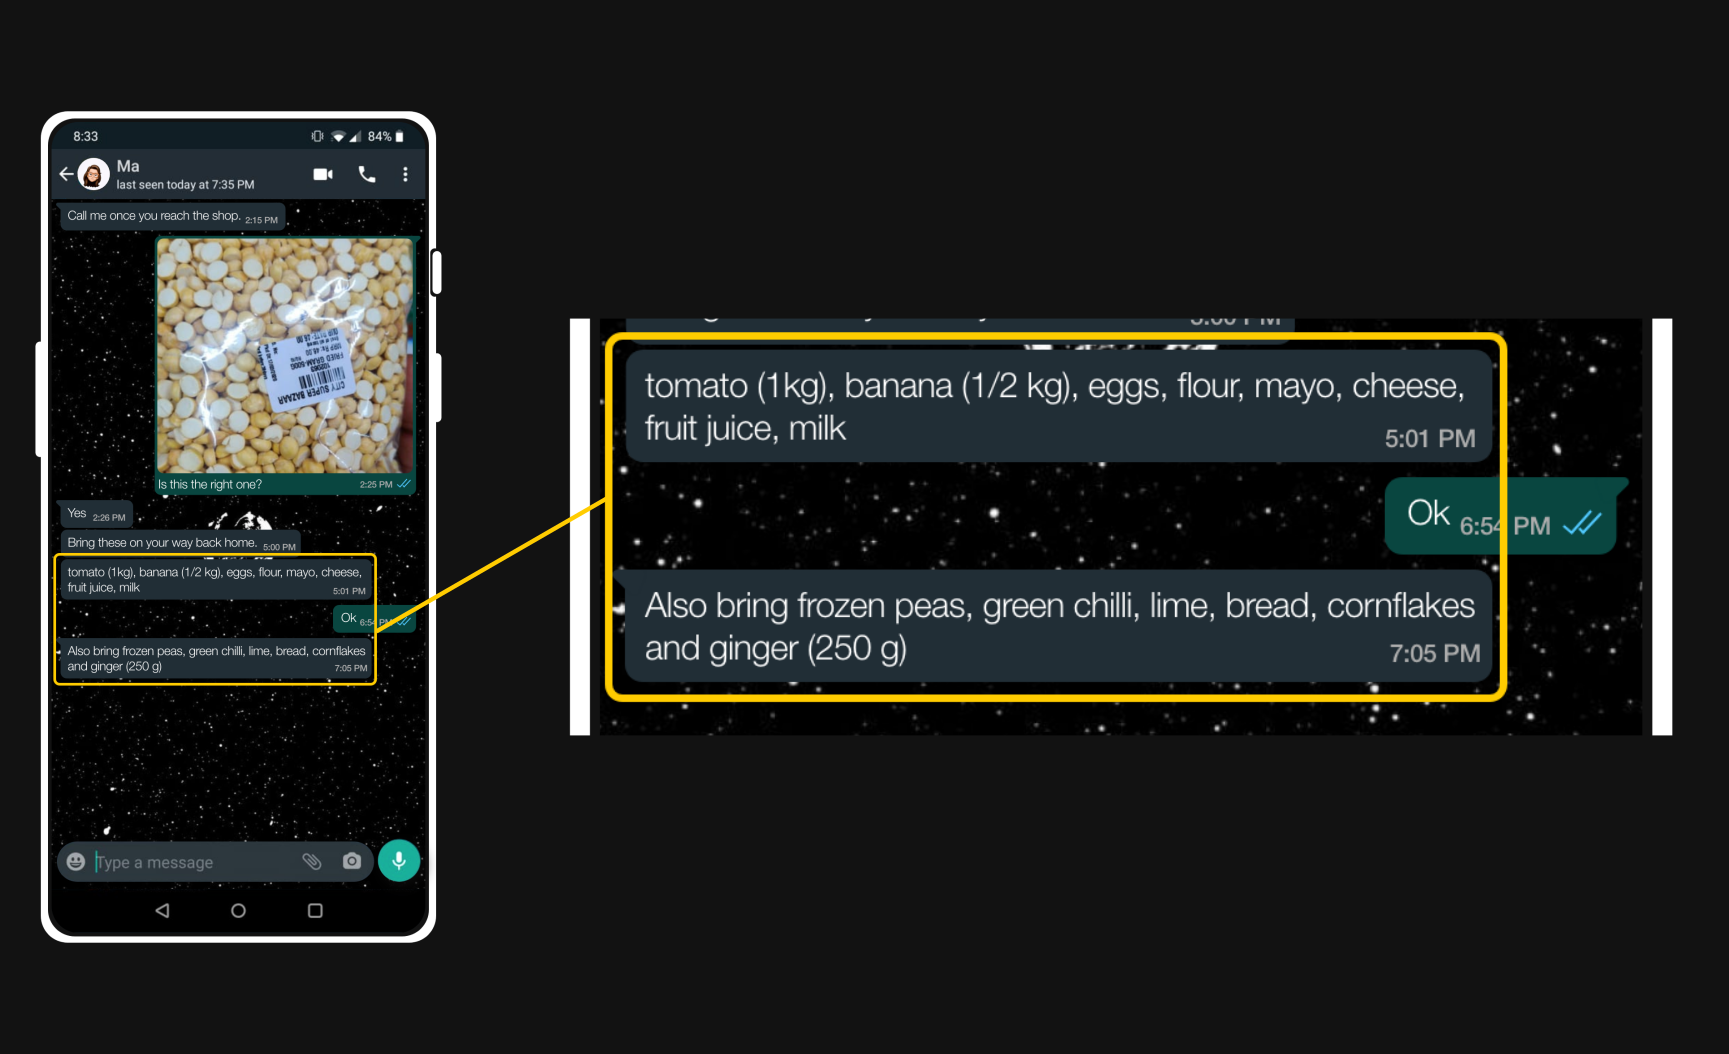 8:33
84%
Ma
last seen today at 7:35 PM
Call me once you reach the shop. 2:15 PM
CITY SUPER BAZAAR
102063
FRIED GRAM-500G
Is this the right one? 2:25 PM
Yes 2:26 PM
Bring these on your way back home. 5:00 PM
tomato (1kg), banana (1/2 kg), eggs, flour, mayo, cheese,
fruit juice, milk 5:01 PM
Ok 6:54 PM
Also bring frozen peas, green chilli, lime, bread, cornflakes
and ginger (250 g) 7:05 PM
Type a message
5:00 PM
tomato (1kg), banana (1/2 kg), eggs, flour, mayo, cheese,
fruit juice, milk
5:01 PM
Ok 6:54 PM
Also bring frozen peas, green chilli, lime, bread, cornflakes
and ginger (250 g)
7:05 PM